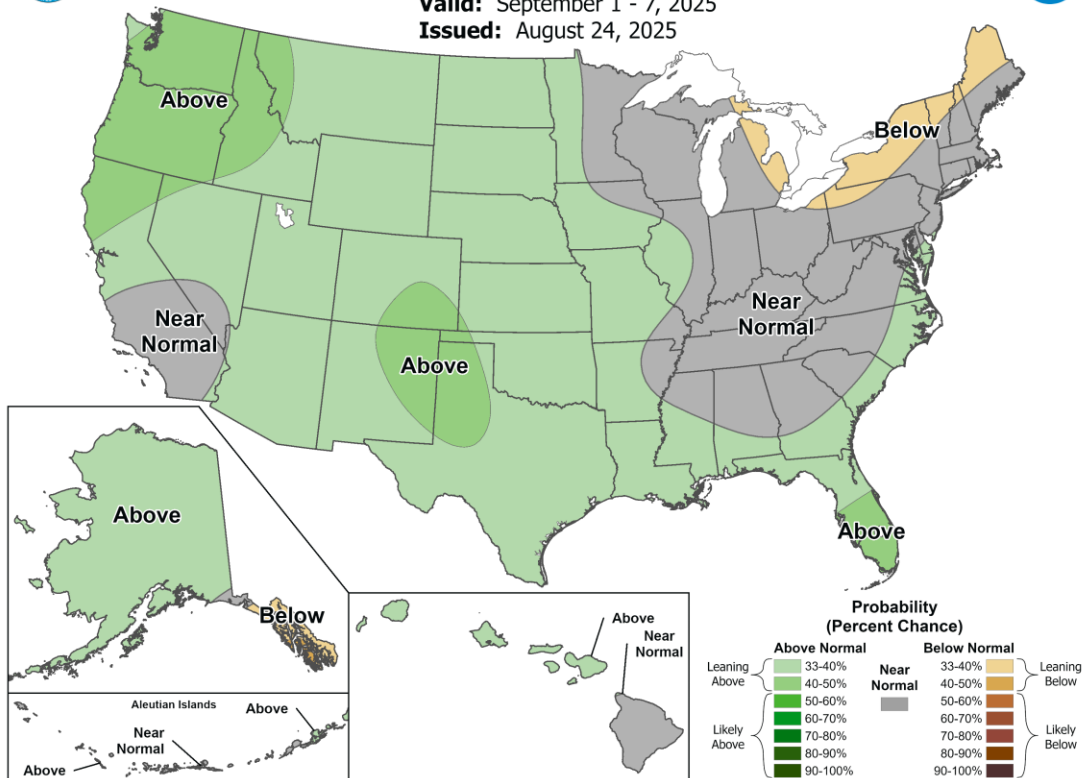 Valid: September 1 - 7, 2025
Issued: August 24, 2025
Above
Below
Near
Normal
Near
Normal
Above
Above
Above
Below
Above
Near
Normal
Aleutian Islands
Above
Near
Normal
Above
Probability
(Percent Chance)
Above Normal
Below Normal
Leaning
Above
33-40%
40-50%
Near
Normal
33-40%
40-50%
Leaning
Below
Likely
Above
50-60%
60-70%
70-80%
80-90%
90-100%
50-60%
60-70%
70-80%
80-90%
90-100%
Likely
Below